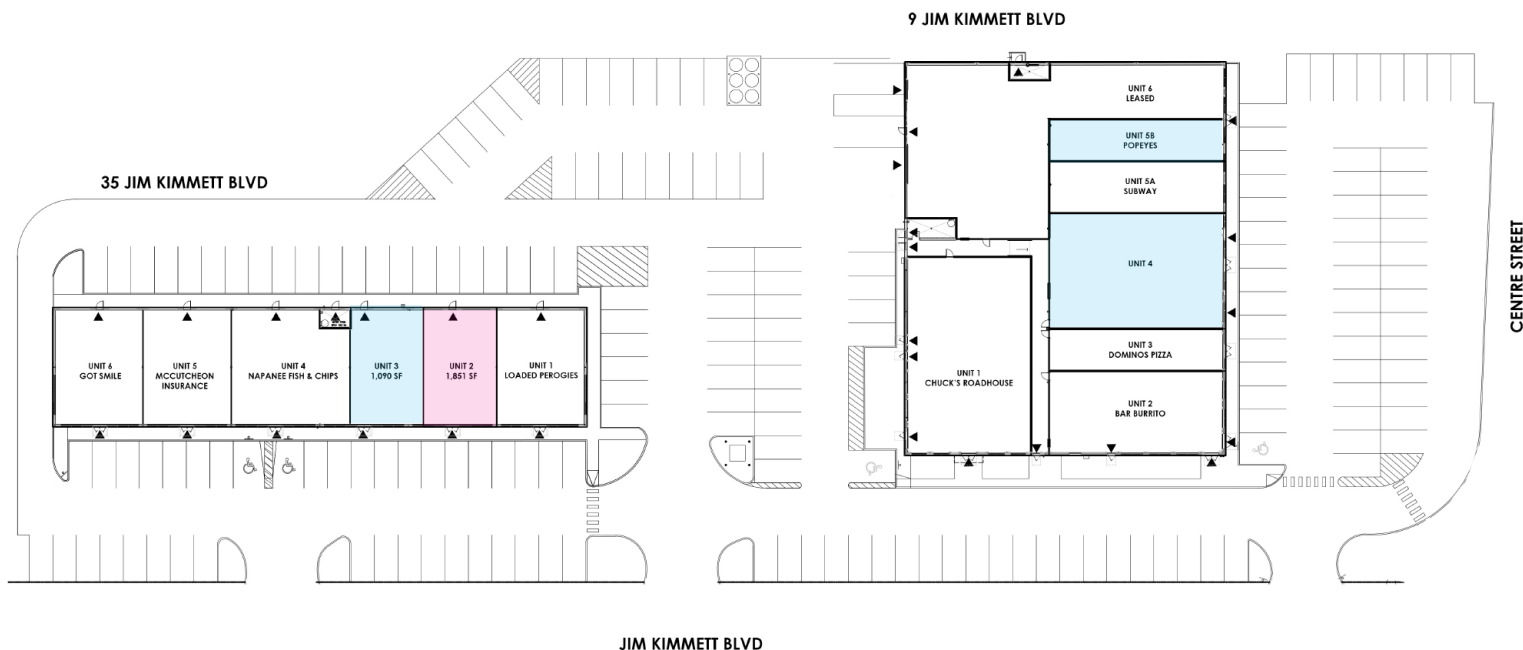 9 JIM KIMMETT BLVD
UNIT 6
LEASED
UNIT 5B
POPEYES
UNIT 5A
SUBWAY
UNIT 4
UNIT 3
DOMINOS PIZZA
UNIT 2
BAR BURRITO
UNIT 1
CHUCK'S ROADHOUSE
CENTRE STREET
35 JIM KIMMETT BLVD
UNIT 6
GOT SMILE
UNIT 5
MCCUTCHEON
INSURANCE
UNIT 4
NAPANEE FISH & CHIPS
UNIT 3
1,090 SF
UNIT 2
1,851 SF
UNIT 1
LOADED PEROGIES
JIM KIMMETT BLVD